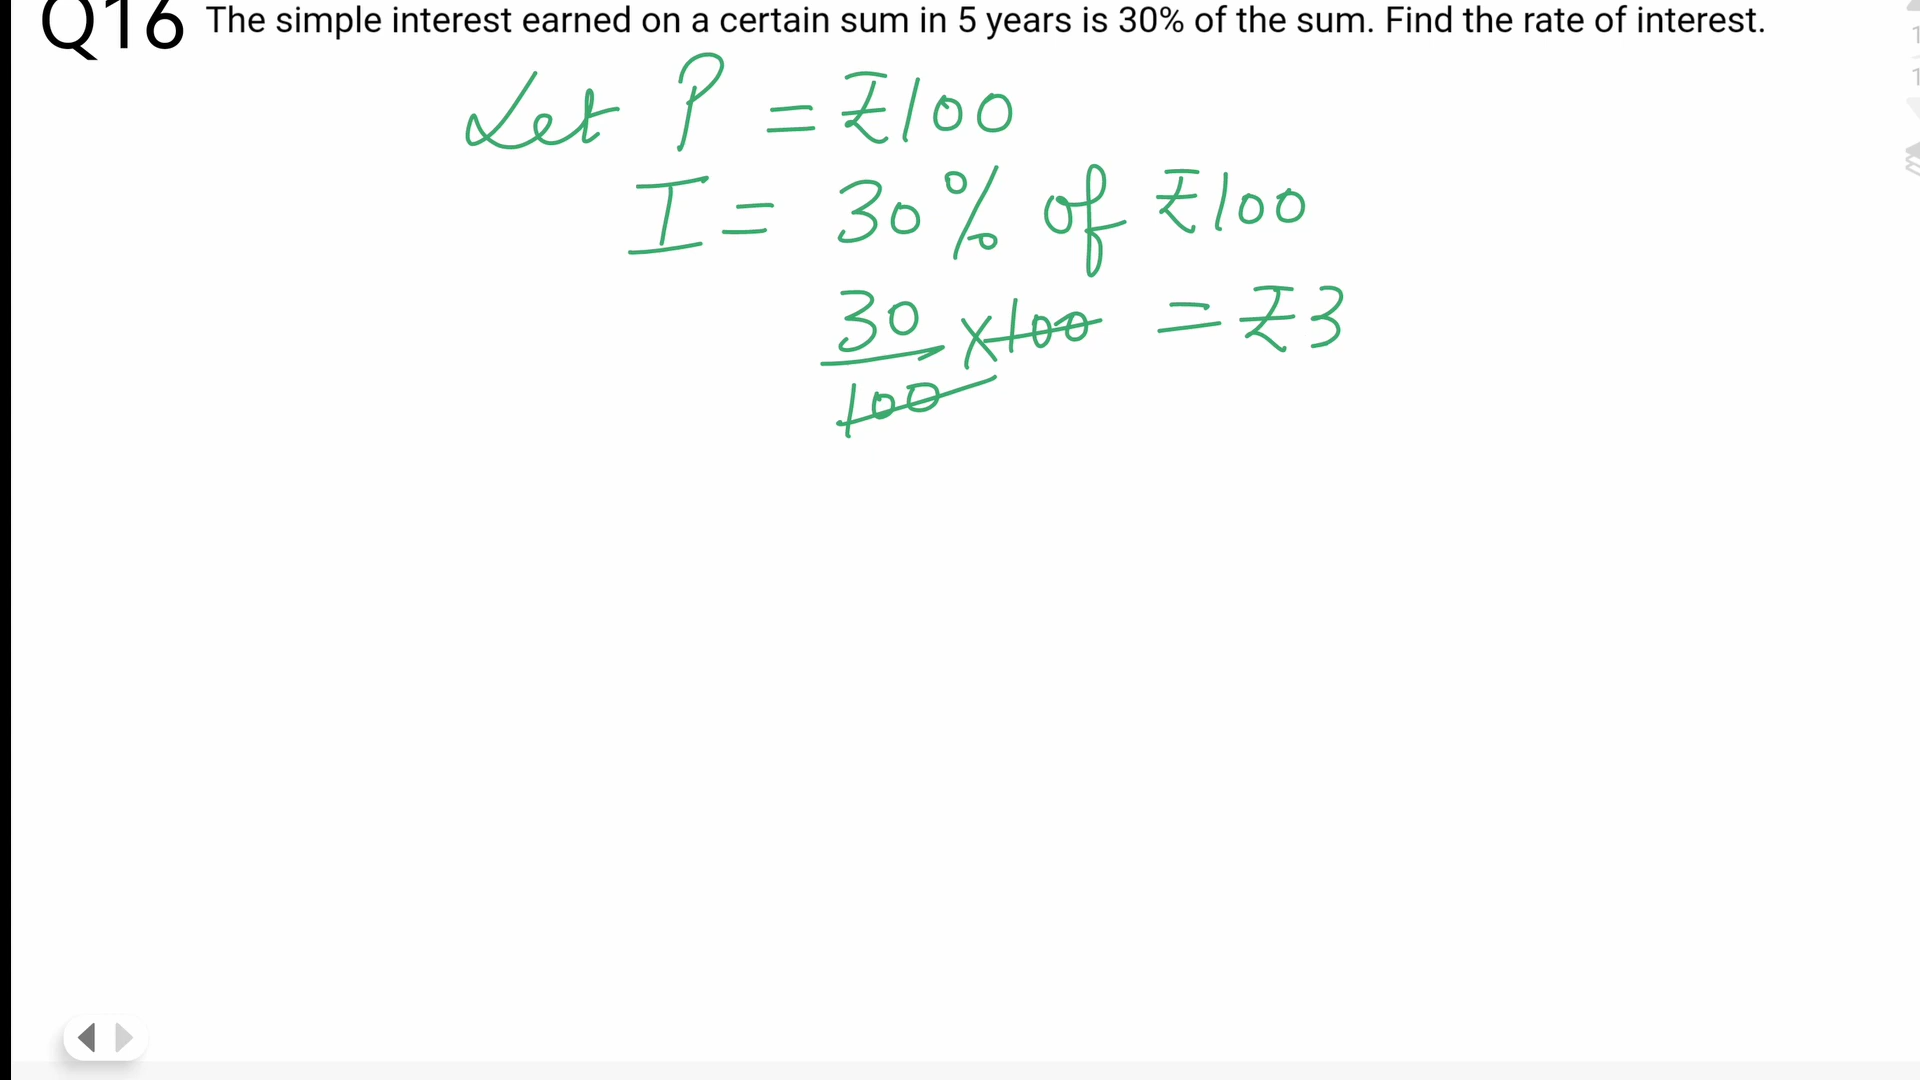 Q16 The simple interest earned on a certain sum in 5 years is 30% of the sum. Find the rate of interest.
Let P = ₹100
I = 30% of ₹100
30/100 × 100 = ₹3